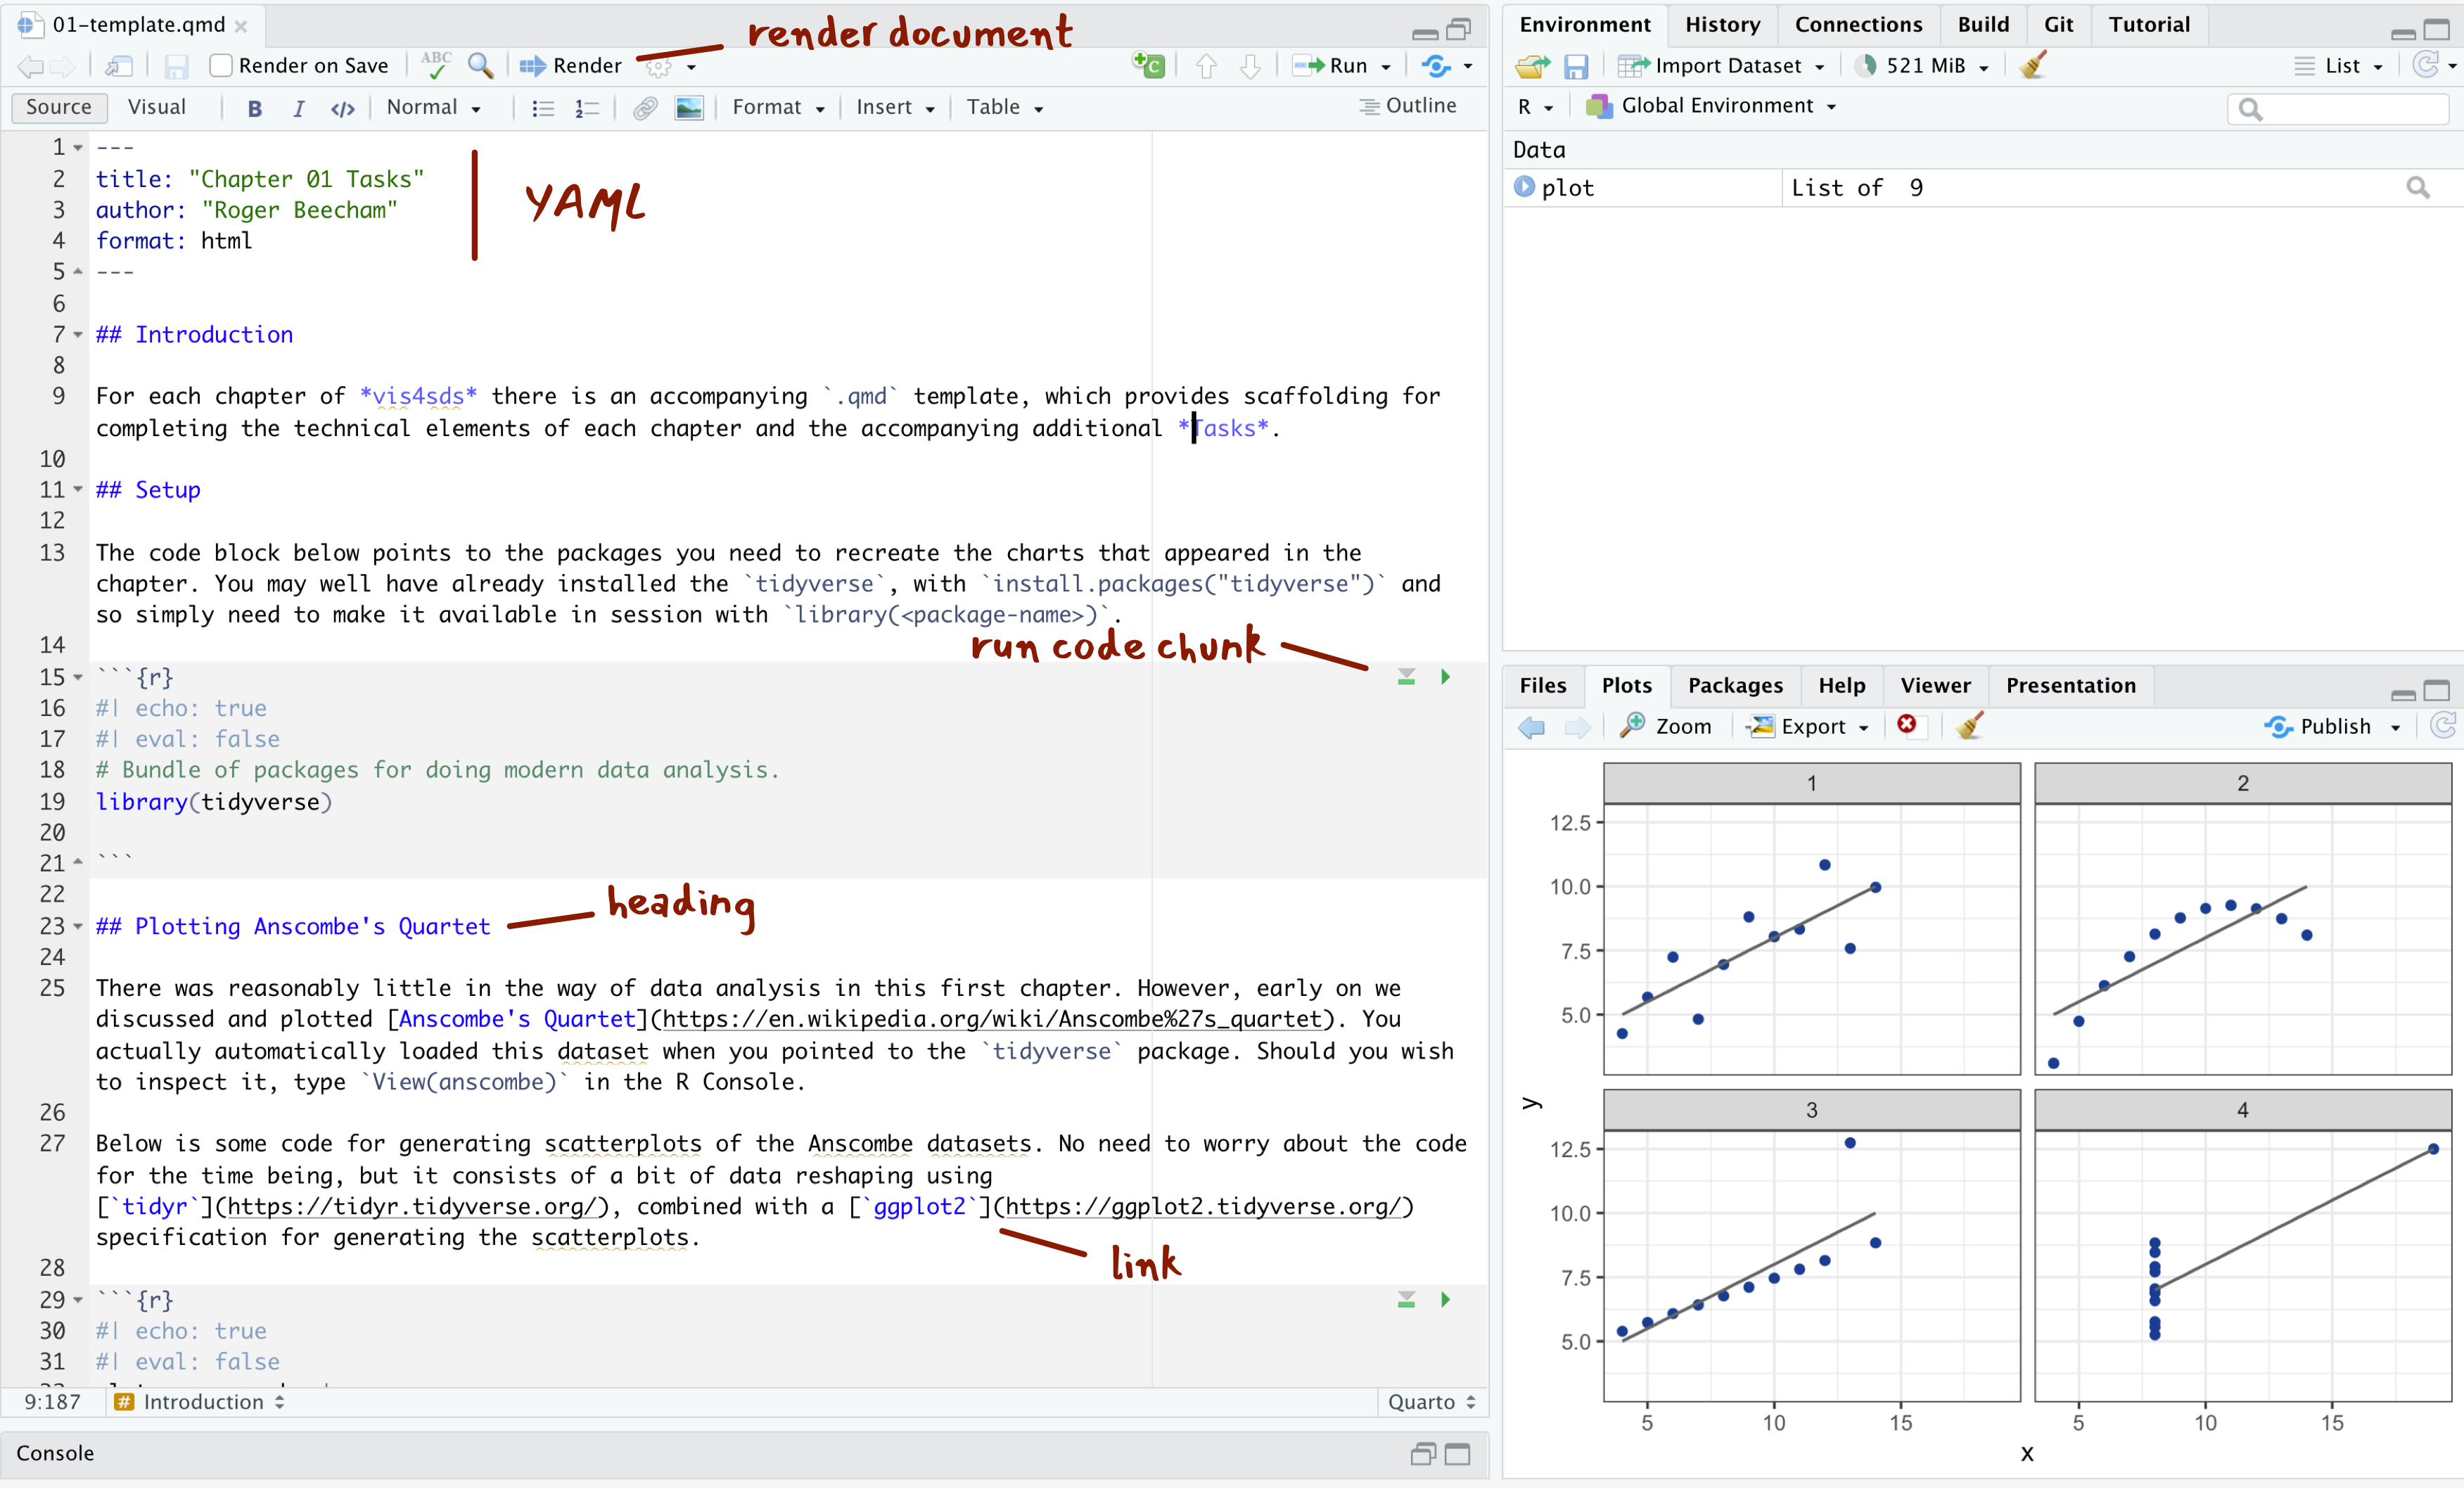 01-template.qmd
render document
Render on Save
ABC
Render
C
Run
Source
Visual
B
I
</>
Normal
Format
Insert
Table
Outline
1 ---
2 title: "Chapter 01 Tasks"
3 author: "Roger Beecham"
4 format: html
5 ---
YAML
6
7 ## Introduction
8
9 For each chapter of *vis4sds* there is an accompanying `.qmd` template, which provides scaffolding for
completing the technical elements of each chapter and the accompanying additional *Tasks*.
10
11 ## Setup
12
13 The code block below points to the packages you need to recreate the charts that appeared in the
chapter. You may well have already installed the `tidyverse`, with `install.packages("tidyverse")` and
so simply need to make it available in session with `library(<package-name>)`.
14
run code chunk
15 ```{r}
16 #| echo: true
17 #| eval: false
18 # Bundle of packages for doing modern data analysis.
19 library(tidyverse)
20
21 ```
22
heading
23 ## Plotting Anscombe's Quartet
24
25 There was reasonably little in the way of data analysis in this first chapter. However, early on we
discussed and plotted [Anscombe's Quartet](https://en.wikipedia.org/wiki/Anscombe%27s_quartet). You
actually automatically loaded this dataset when you pointed to the `tidyverse` package. Should you wish
to inspect it, type `View(anscombe)` in the R Console.
26
27 Below is some code for generating scatterplots of the Anscombe datasets. No need to worry about the code
for the time being, but it consists of a bit of data reshaping using
[`tidyr`](https://tidyr.tidyverse.org/), combined with a [`ggplot2`](https://ggplot2.tidyverse.org/)
specification for generating the scatterplots.
link
28
29 ```{r}
30 #| echo: true
31 #| eval: false
9:187
# Introduction
Quarto
Console
Environment
History
Connections
Build
Git
Tutorial
Import Dataset
521 MiB
List
R
Global Environment
Data
plot
List of 9
Files
Plots
Packages
Help
Viewer
Presentation
Zoom
Export
Publish
1
2
12.5
10.0
7.5
5.0
y
3
4
12.5
10.0
7.5
5.0
5 10 15
5 10 15
x